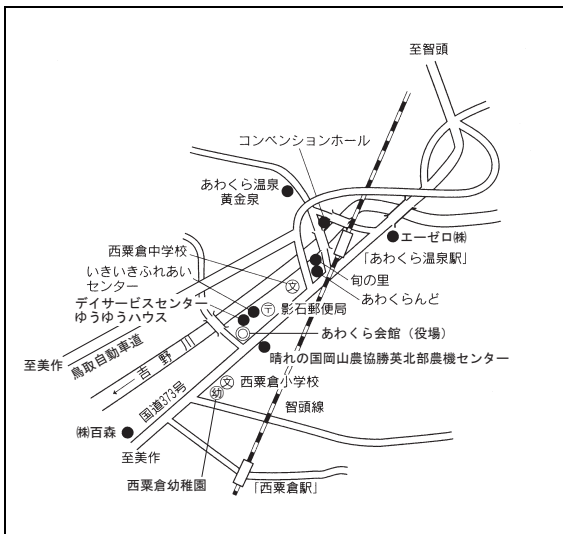 至智頭
コンベンションホール
あわくら温泉
黄金泉
エーゼロ㈱
「あわくら温泉駅」
西粟倉中学校
いきいきふれあい
センター
旬の里
あわくらんど
文
デイサービスセンター
ゆうゆうハウス
〒
影石郵便局
あわくら会館（役場）
晴れの国岡山農協勝英北部農機センター
至美作
鳥取自動車道
吉野
国道373号
文
西粟倉小学校
幼
智頭線
㈱百森
至美作
西粟倉幼稚園
「西粟倉駅」